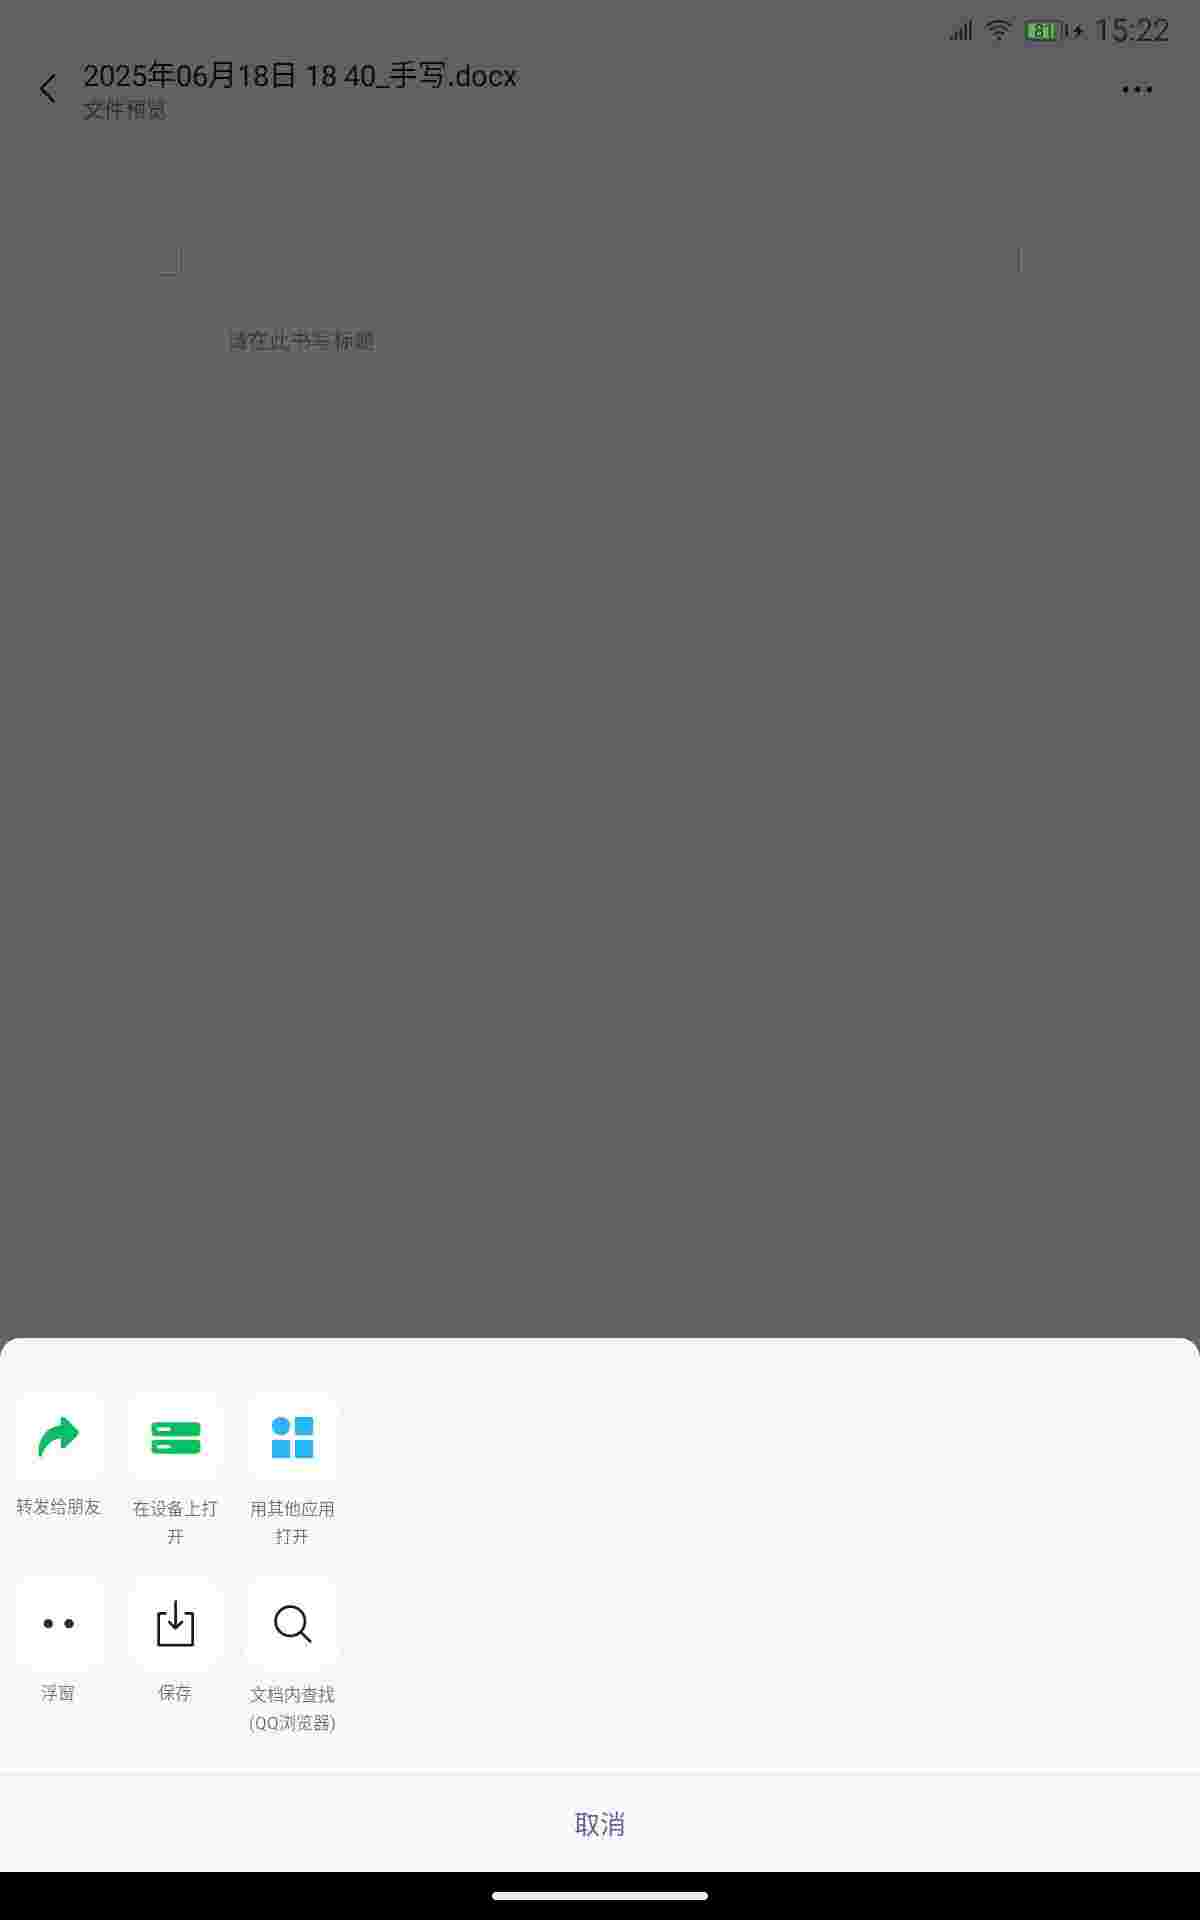 81 15:22
2025年06月18日 18 40_手写.docx
文件预览
请在此书写标题
转发给朋友
在设备上打
开
用其他应用
打开
浮窗
保存
文档内查找
(QQ浏览器)
取消